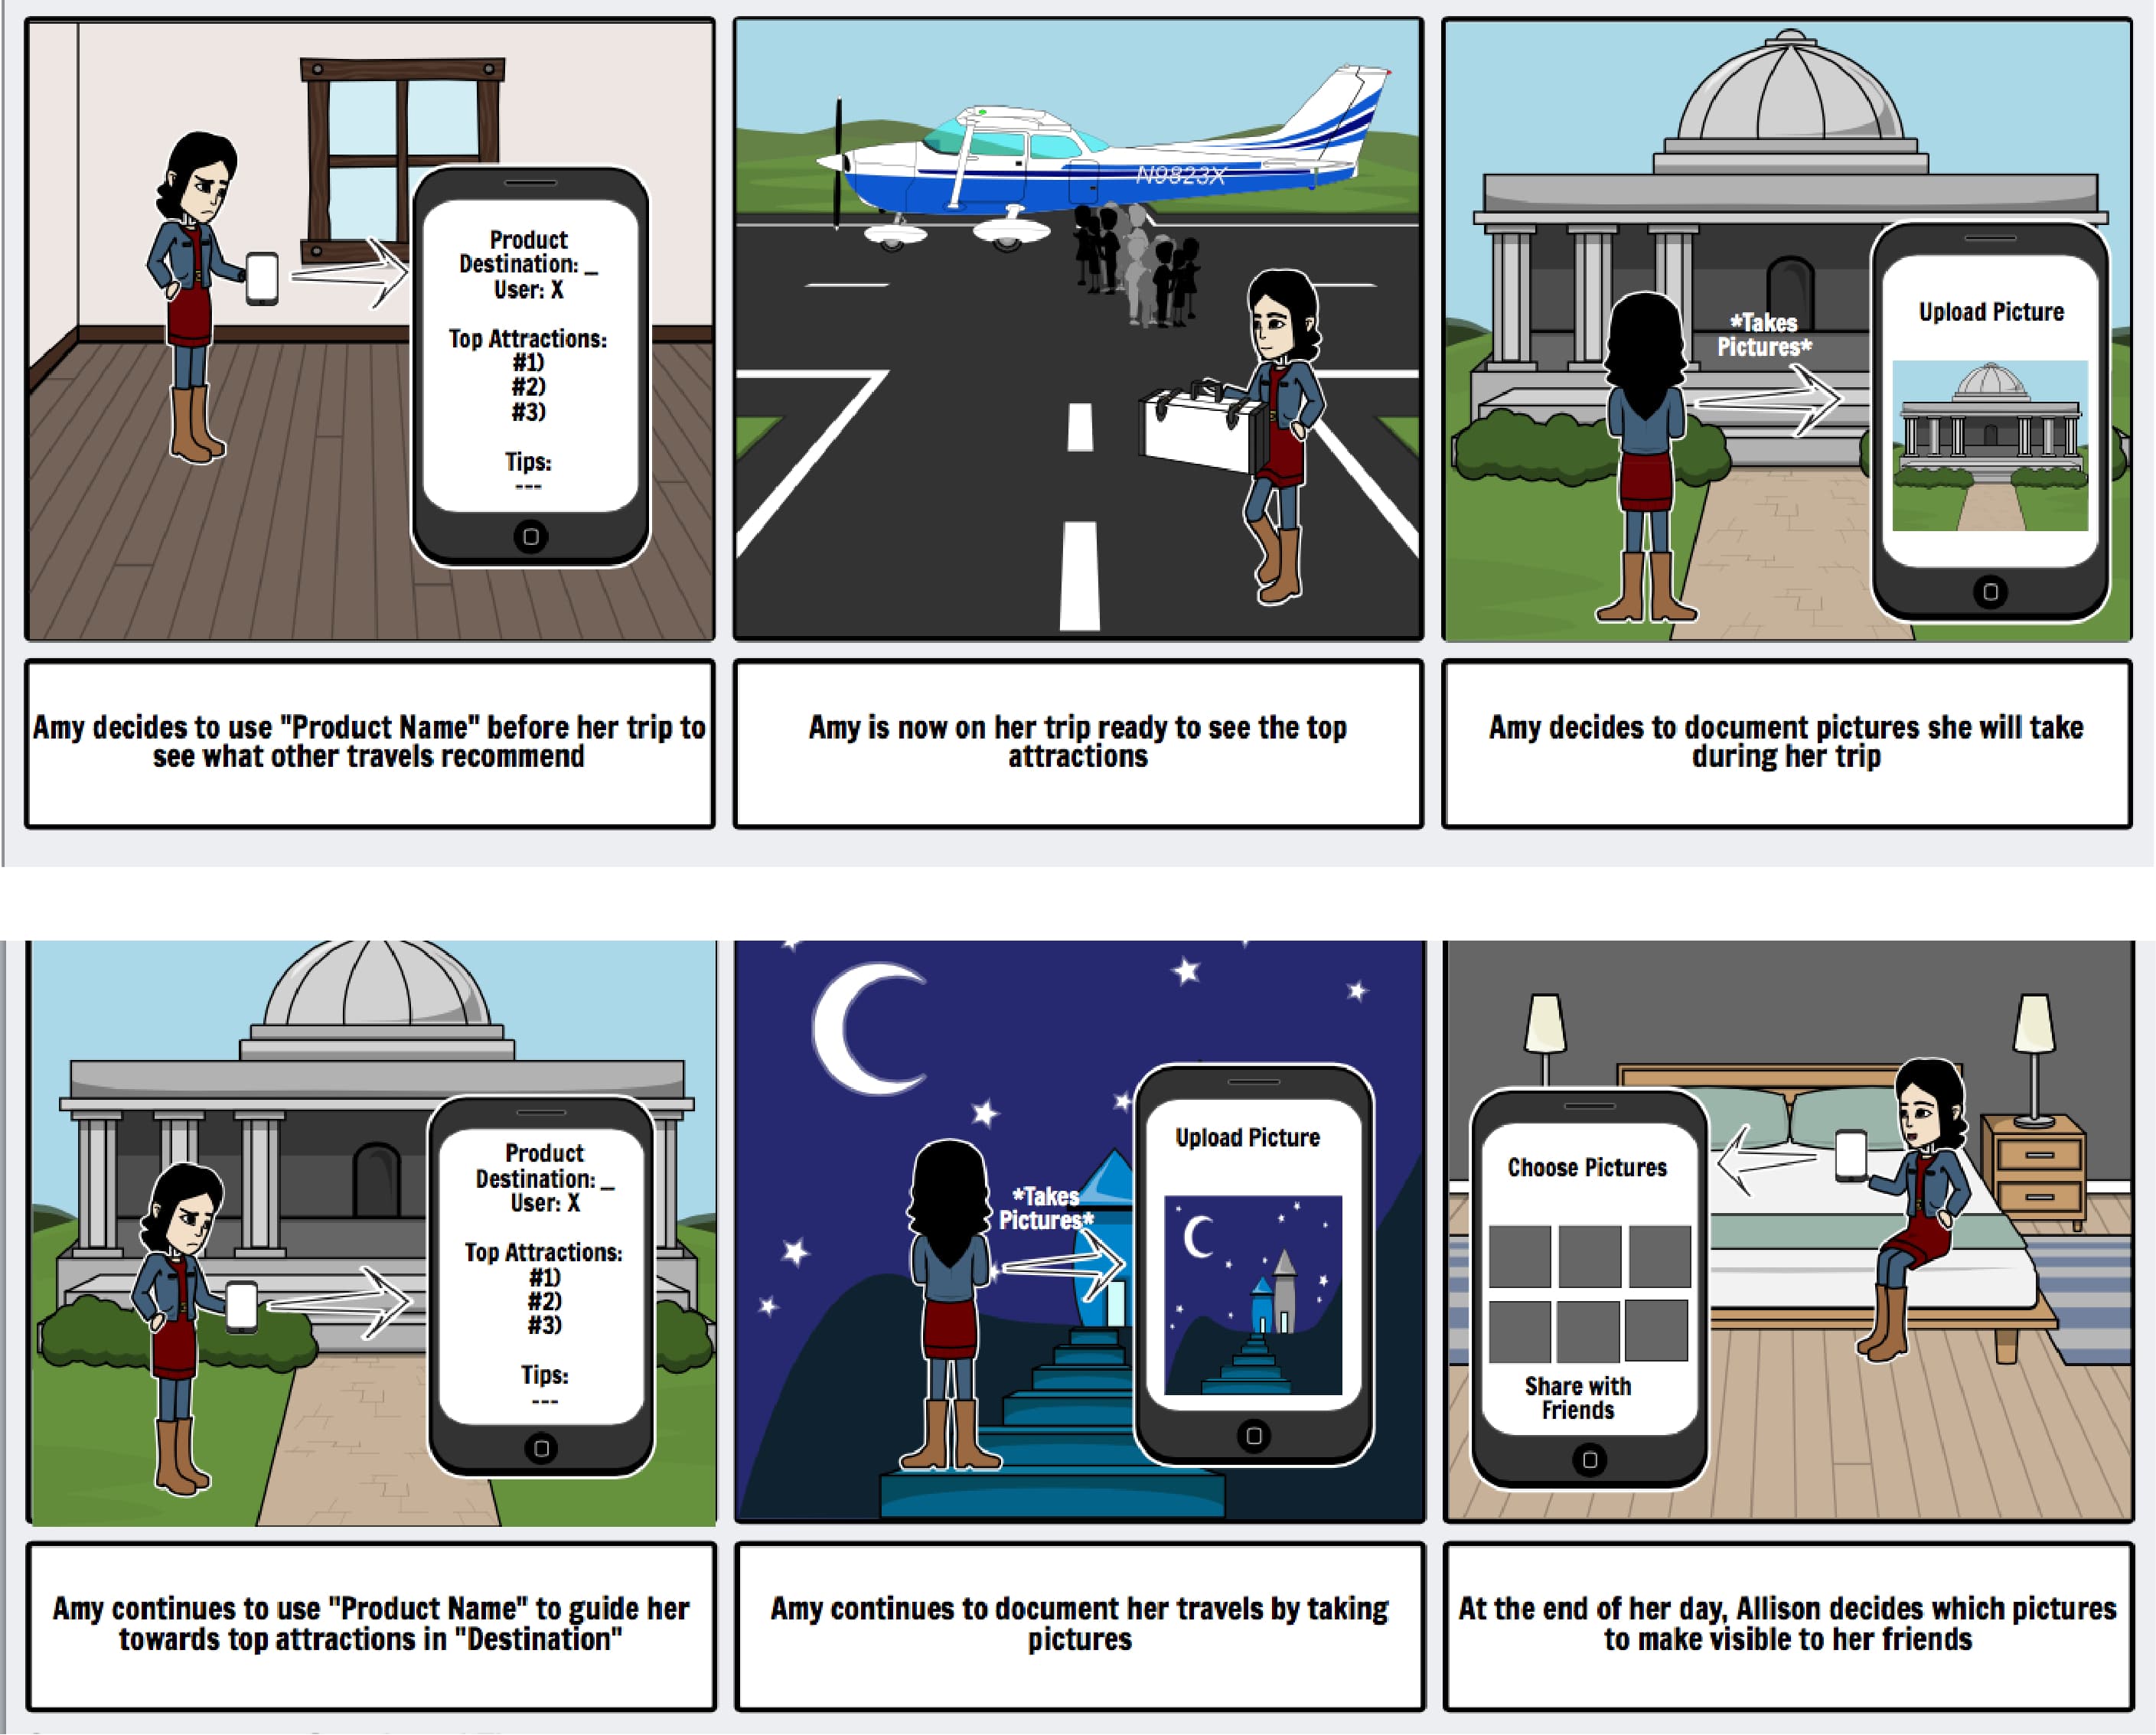 Product
Destination: _
User: X
Top Attractions:
#1)
#2)
#3)
Tips:
---
Amy decides to use "Product Name" before her trip to
see what other travels recommend
N9823X
Amy is now on her trip ready to see the top
attractions
*Takes
Pictures*
Upload Picture
Amy decides to document pictures she will take
during her trip
Product
Destination: _
User: X
Top Attractions:
#1)
#2)
#3)
Tips:
---
Amy continues to use "Product Name" to guide her
towards top attractions in "Destination"
*Takes
Pictures*
Upload Picture
Amy continues to document her travels by taking
pictures
Choose Pictures
Share with
Friends
At the end of her day, Allison decides which pictures
to make visible to her friends